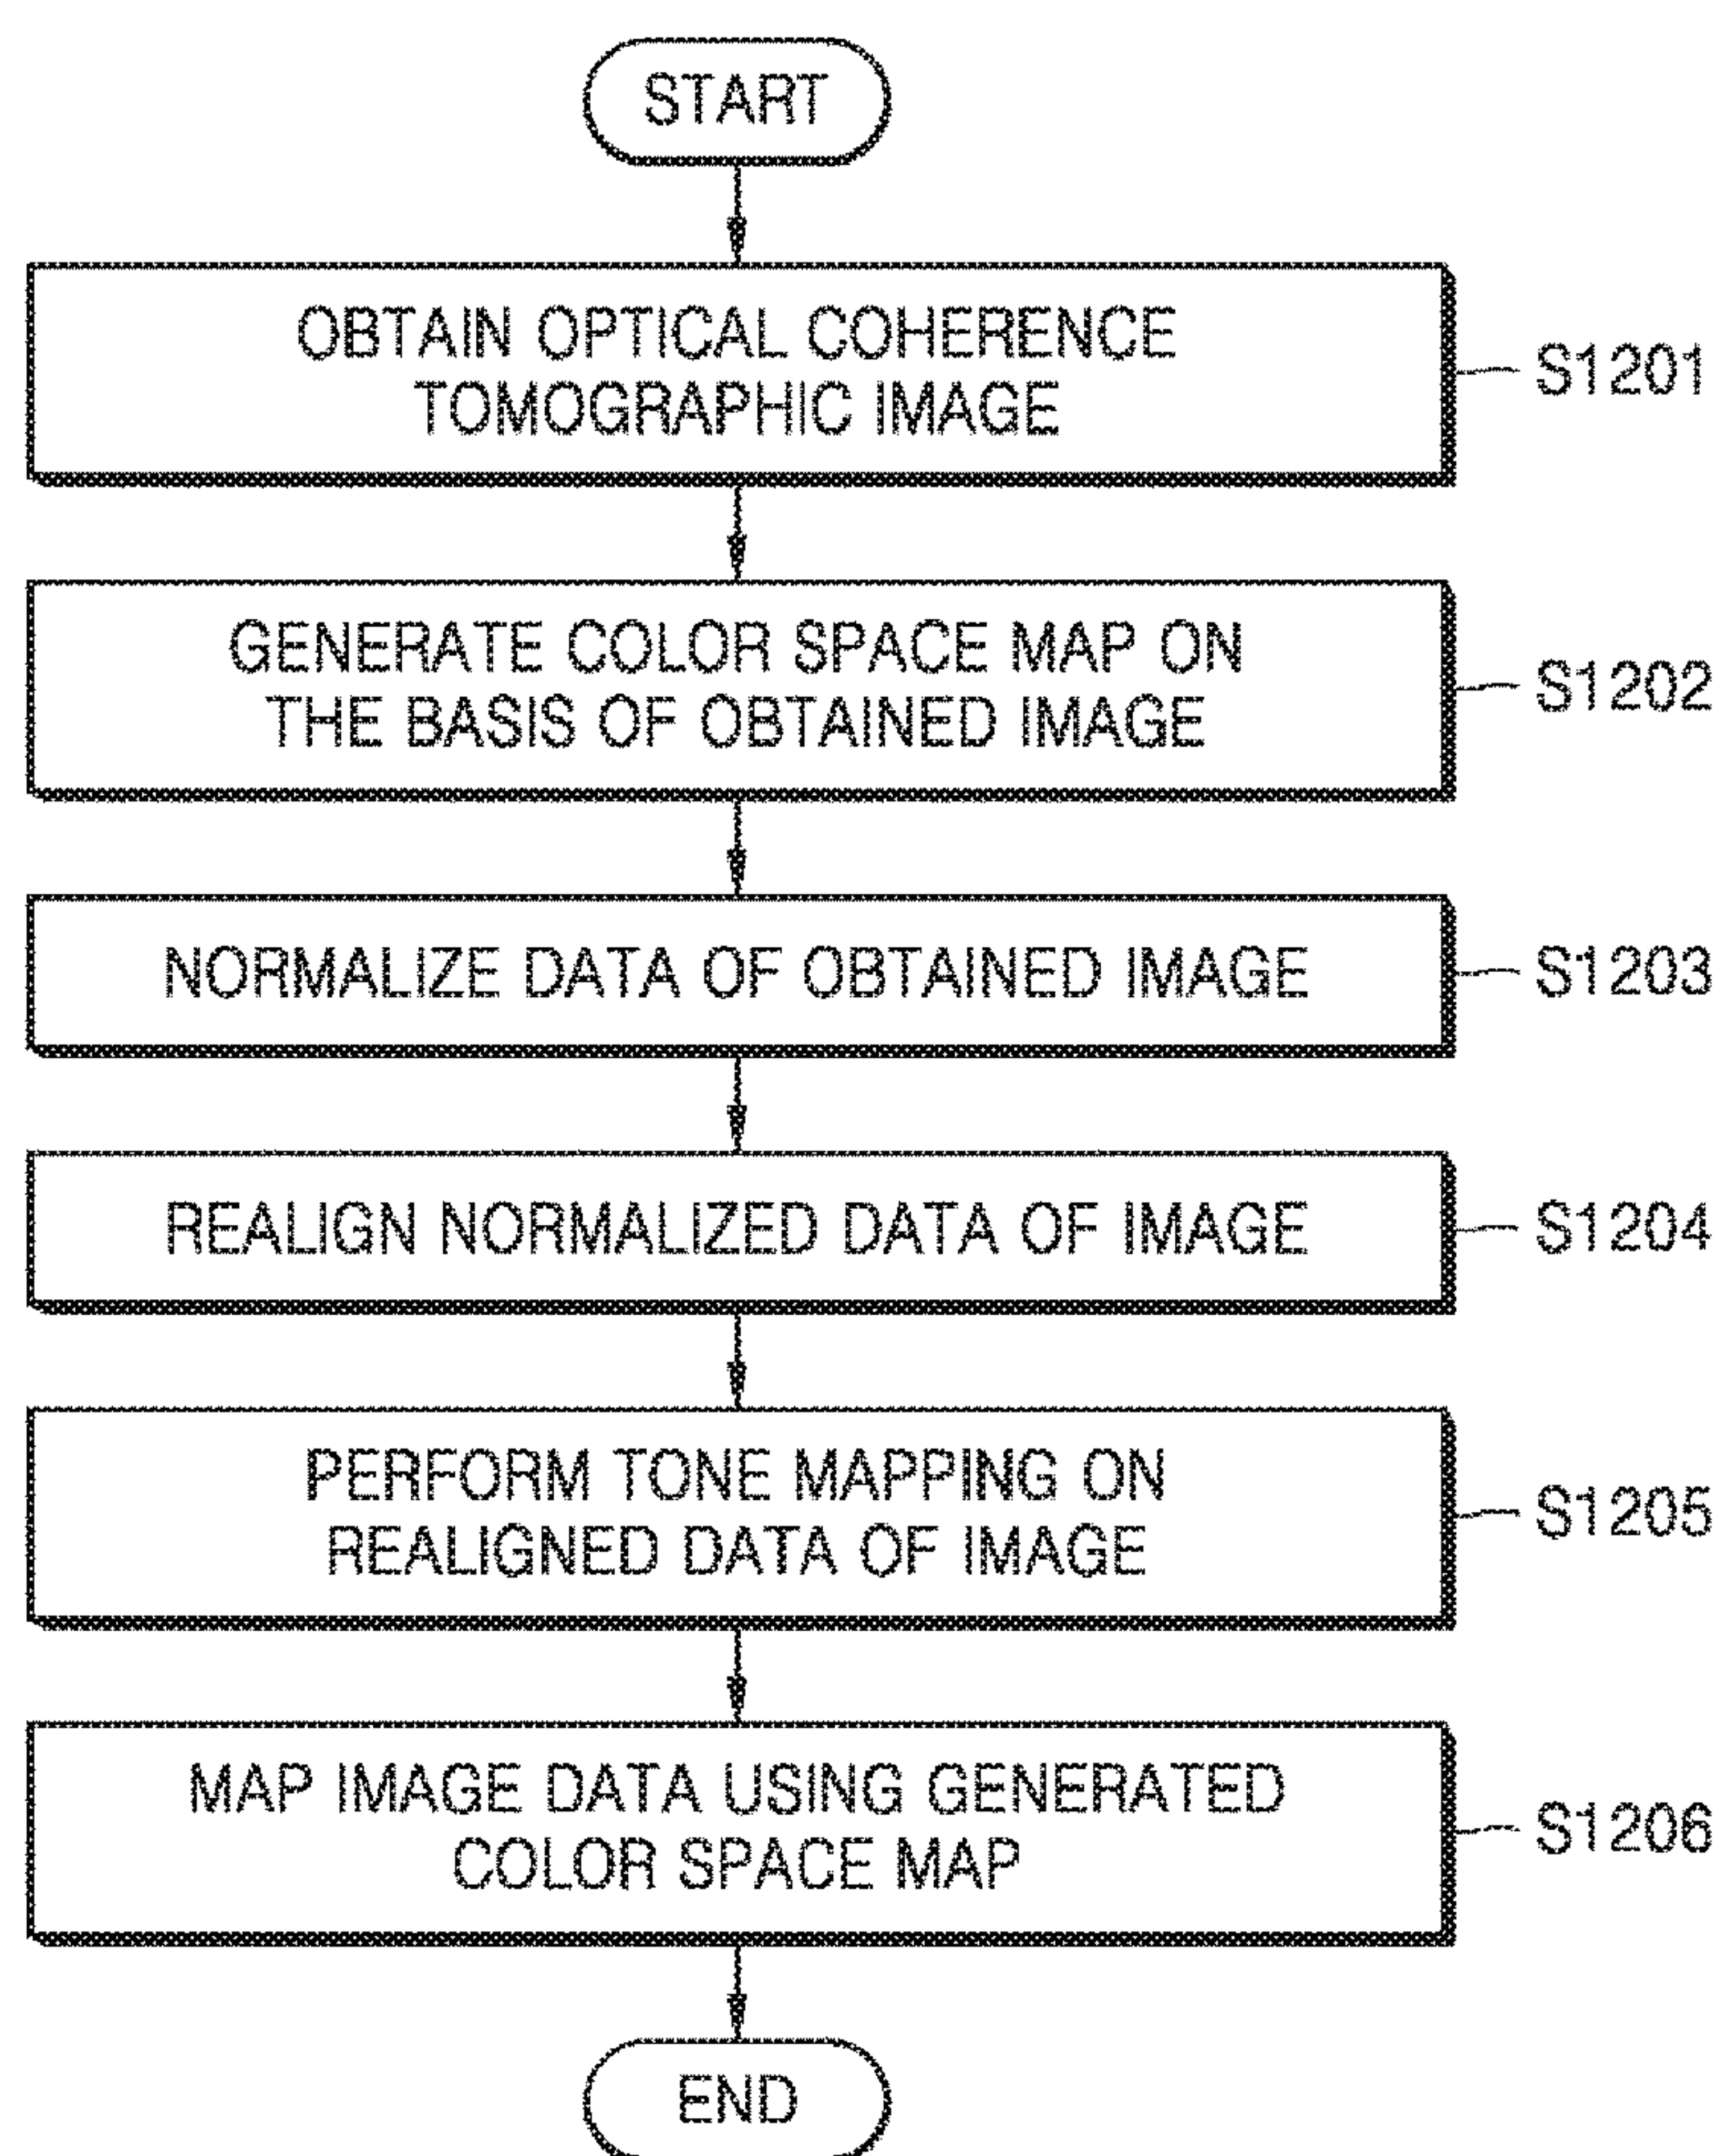 START
OBTAIN OPTICAL COHERENCE
TOMOGRAPHIC IMAGE
S1201
GENERATE COLOR SPACE MAP ON
THE BASIS OF OBTAINED IMAGE
S1202
NORMALIZE DATA OF OBTAINED IMAGE
S1203
REALIGN NORMALIZED DATA OF IMAGE
S1204
PERFORM TONE MAPPING ON
REALIGNED DATA OF IMAGE
S1205
MAP IMAGE DATA USING GENERATED
COLOR SPACE MAP
S1206
END